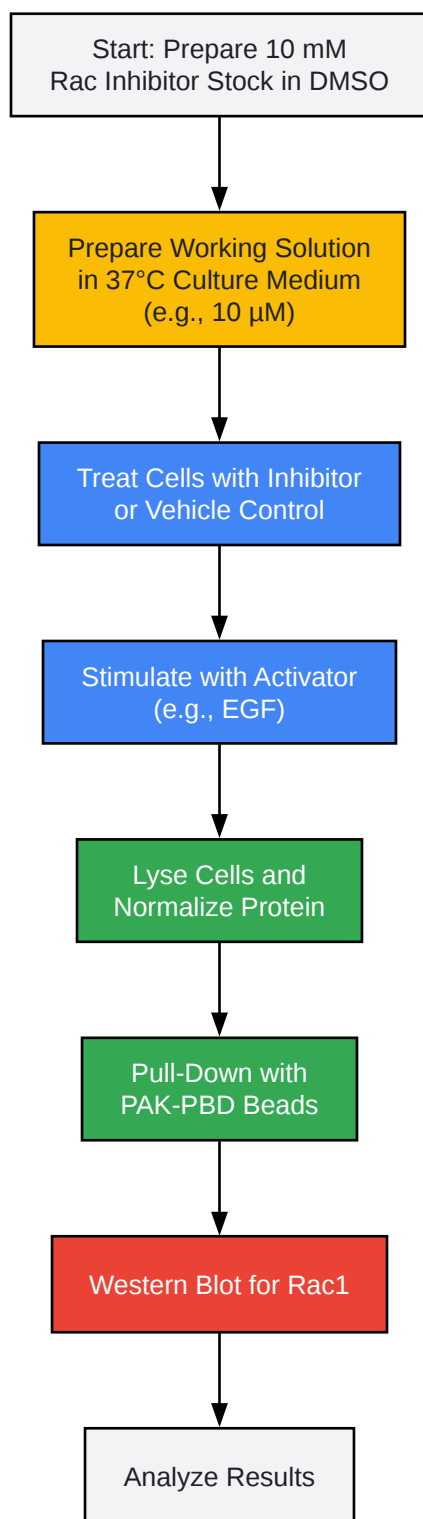 Start: Prepare 10 mM
Rac Inhibitor Stock in DMSO
Prepare Working Solution
in 37°C Culture Medium
(e.g., 10 µM)
Treat Cells with Inhibitor
or Vehicle Control
Stimulate with Activator
(e.g., EGF)
Lyse Cells and
Normalize Protein
Pull-Down with
PAK-PBD Beads
Western Blot for Rac1
Analyze Results